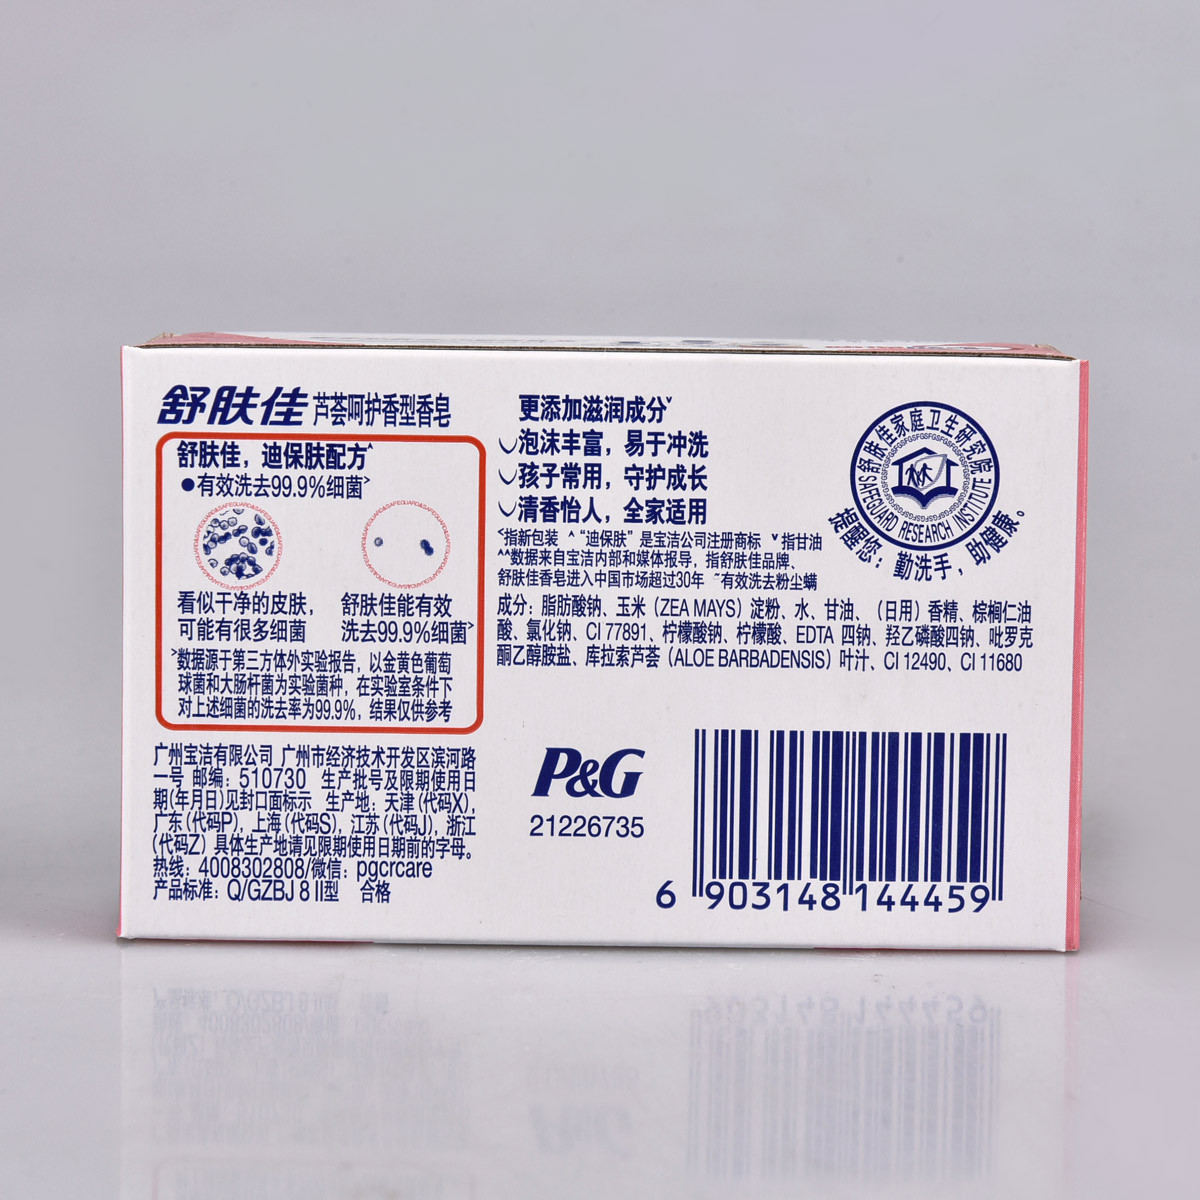 舒肤佳 芦荟呵护香型香皂
舒肤佳，迪保肤配方^
●有效洗去99.9%细菌>
看似干净的皮肤，
可能有很多细菌
舒肤佳能有效
洗去99.9%细菌>
>数据源于第三方体外实验报告，以金黄色葡萄
球菌和大肠杆菌为实验菌种，在实验室条件下
对上述细菌的洗去率为99.9%，结果仅供参考
广州宝洁有限公司 广州市经济技术开发区滨河路
一号 邮编：510730 生产批号及限期使用日
期(年月日)见封口面标示 生产地：天津(代码X)，
广东(代码P)，上海(代码S)，江苏(代码J)，浙江
(代码Z) 具体生产地请见限期使用日期前的字母。
热线：4008302808/微信：pgcrcare
产品标准：Q/GZBJ 8 II型 合格
更添加滋润成分˅
泡沫丰富，易于冲洗
孩子常用，守护成长
清香怡人，全家适用
<指新包装 ^“迪保肤”是宝洁公司注册商标 ˅指甘油
^^数据来自宝洁内部和媒体报导，指舒肤佳品牌、
舒肤佳香皂进入中国市场超过30年 ~有效洗去粉尘螨
成分：脂肪酸钠、玉米（ZEA MAYS）淀粉、水、甘油、（日用）香精、棕榈仁油
酸、氯化钠、CI 77891、柠檬酸钠、柠檬酸、EDTA 四钠、羟乙磷酸四钠、吡罗克
酮乙醇胺盐、库拉索芦荟（ALOE BARBADENSIS）叶汁、CI 12490、CI 11680
舒肤佳家庭卫生研究院
SAFEGUARD RESEARCH INSTITUTE
提醒您：勤洗手，助健康。
P&G
21226735
6 903148 144459